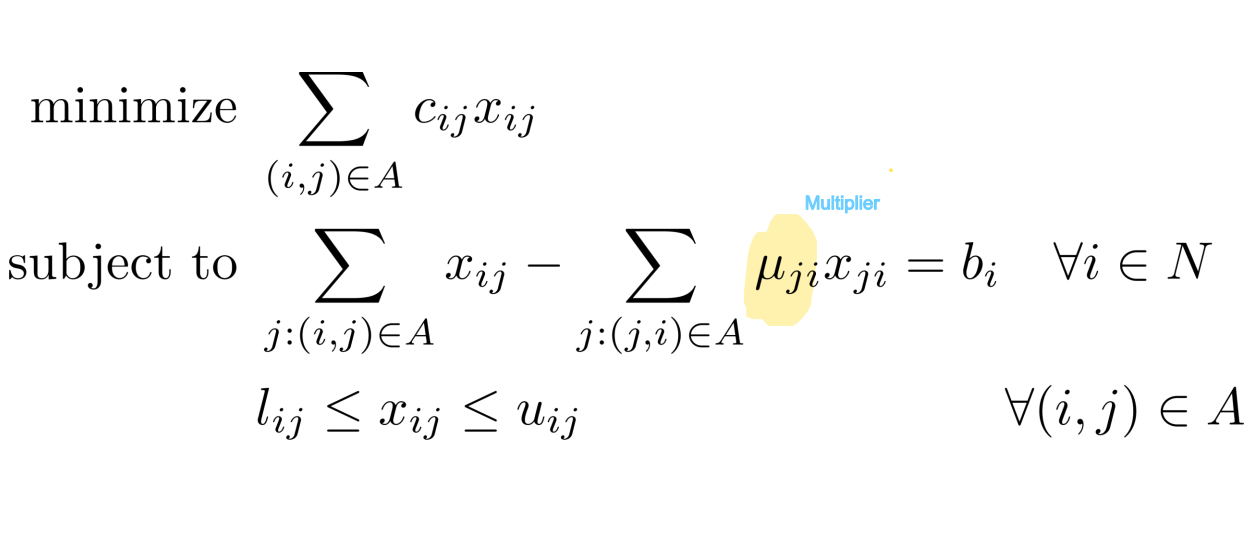 minimize ∑_{(i,j)∈A} c_{ij}x_{ij}
Multiplier
subject to ∑_{j:(i,j)∈A} x_{ij} − ∑_{j:(j,i)∈A} μ_{ji}x_{ji} = b_i ∀i ∈ N
l_{ij} ≤ x_{ij} ≤ u_{ij} ∀(i, j) ∈ A